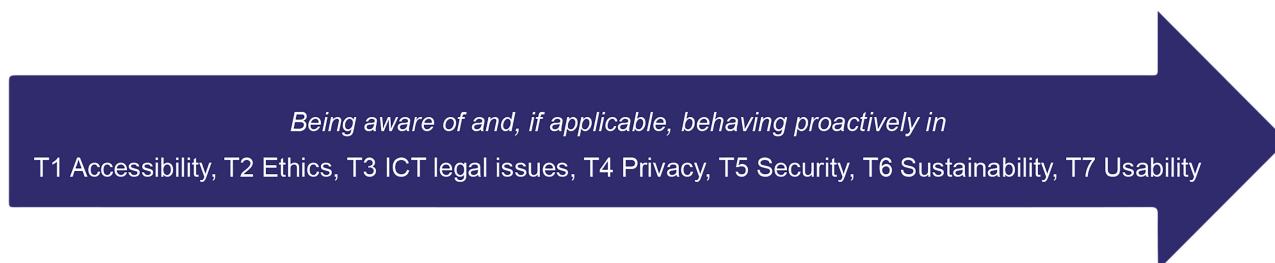 Being aware of and, if applicable, behaving proactively in
T1 Accessibility, T2 Ethics, T3 ICT legal issues, T4 Privacy, T5 Security, T6 Sustainability, T7 Usability